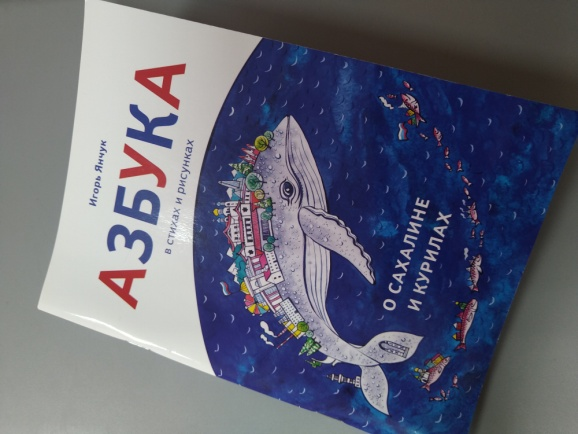 Игорь Янчук
АЗБУКА
в стихах и рисунках
О САХАЛИНЕ
И КУРИЛАХ